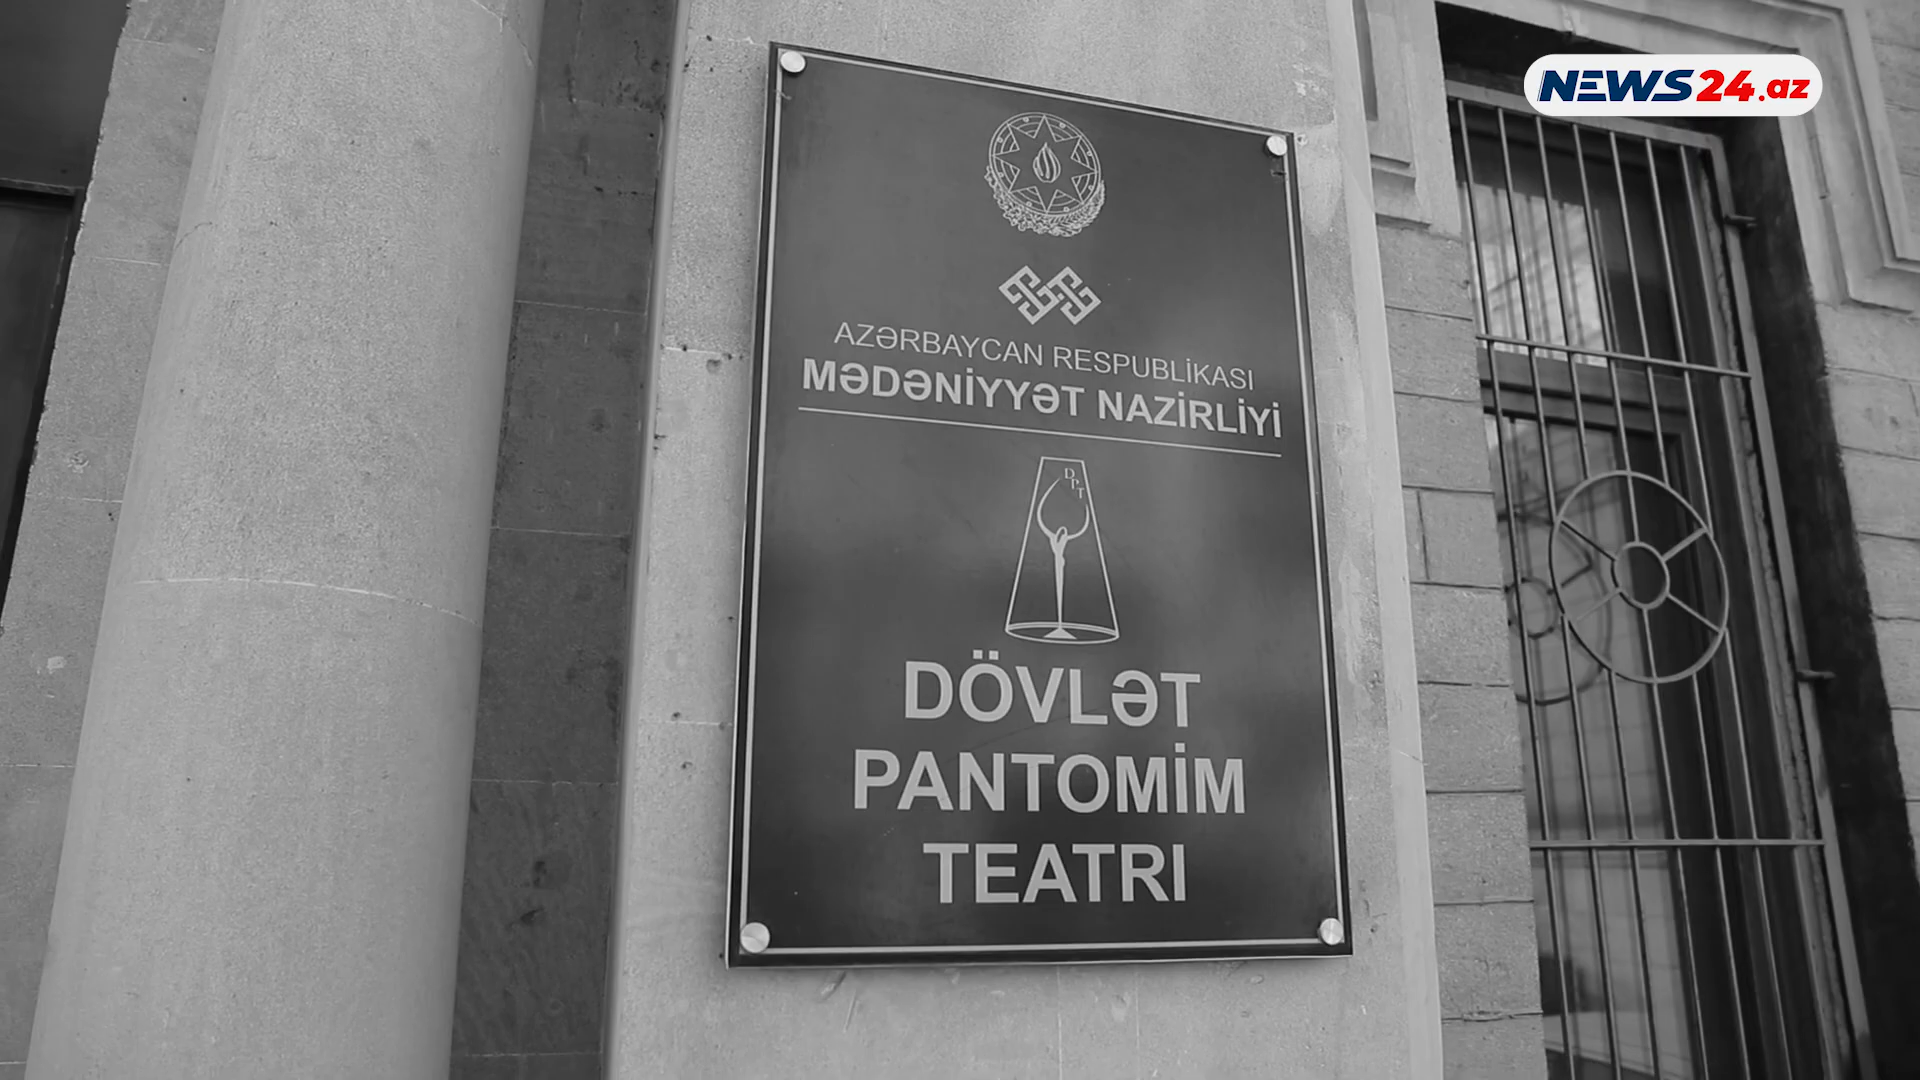 NEWS24.az
AZƏRBAYCAN RESPUBLİKASI
MƏDƏNİYYƏT NAZİRLİYİ
DPT
DÖVLƏT
PANTOMİM
TEATRI